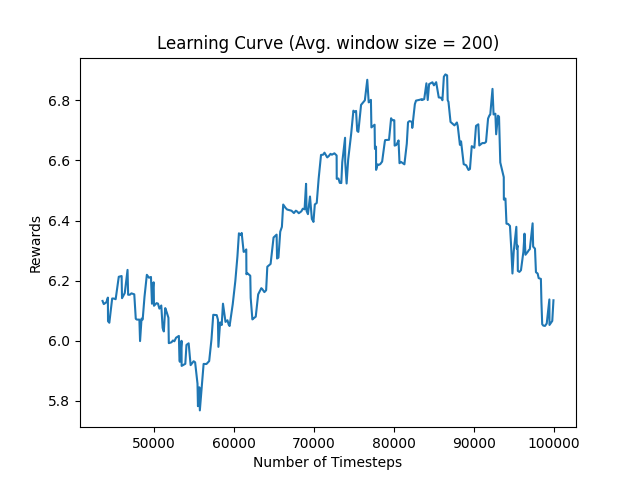 Learning Curve (Avg. window size = 200)
Rewards
6.8
6.6
6.4
6.2
6.0
5.8
50000 60000 70000 80000 90000 100000
Number of Timesteps